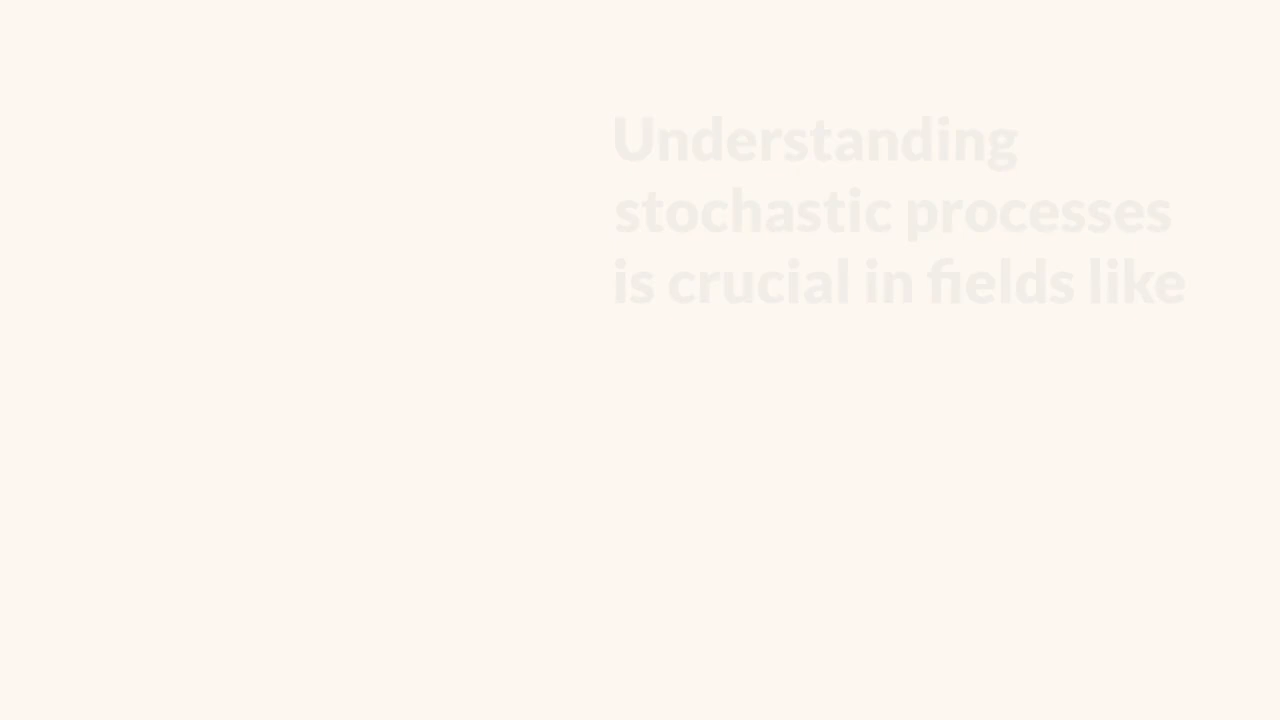 Understanding
stochastic processes
is crucial in fields like